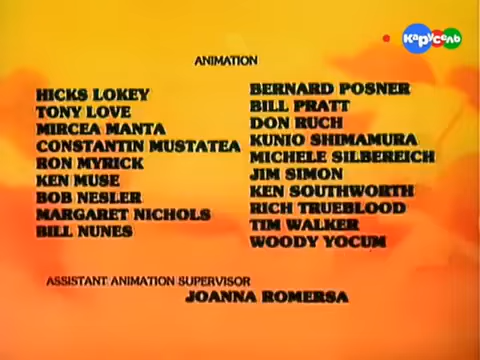 Карусель
ANIMATION
HICKS LOKEY
TONY LOVE
MIRCEA MANTA
CONSTANTIN MUSTATEA
RON MYRICK
KEN MUSE
BOB NESLER
MARGARET NICHOLS
BILL NUNES
BERNARD POSNER
BILL PRATT
DON RUCH
KUNIO SHIMAMURA
MICHELE SILBEREICH
JIM SIMON
KEN SOUTHWORTH
RICH TRUEBLOOD
TIM WALKER
WOODY YOCUM
ASSISTANT ANIMATION SUPERVISOR
JOANNA ROMERSA